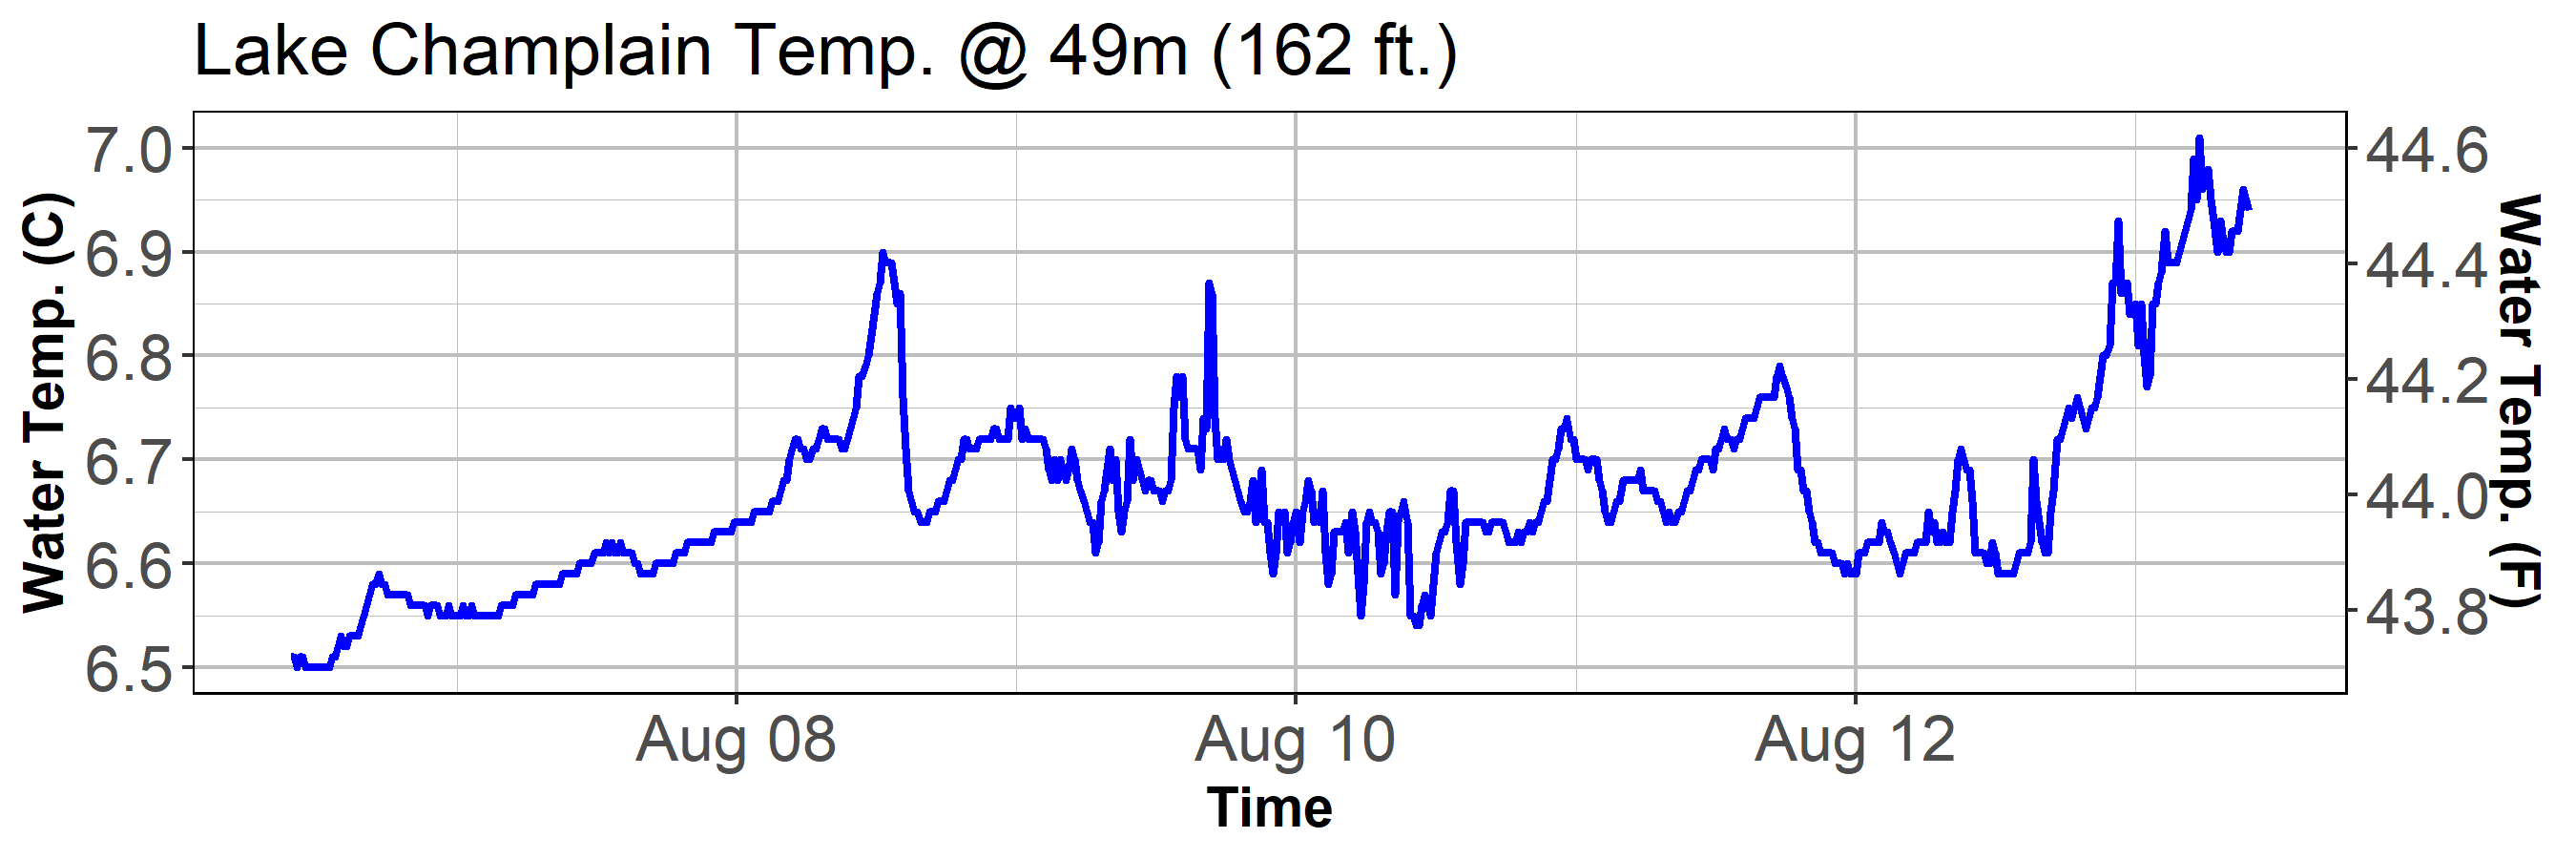 Lake Champlain Temp. @ 49m (162 ft.)
Water Temp. (C)
7.0
6.9
6.8
6.7
6.6
6.5
44.6
44.4
44.2
44.0
43.8
Water Temp. (F)
Aug 08 Aug 10 Aug 12
Time